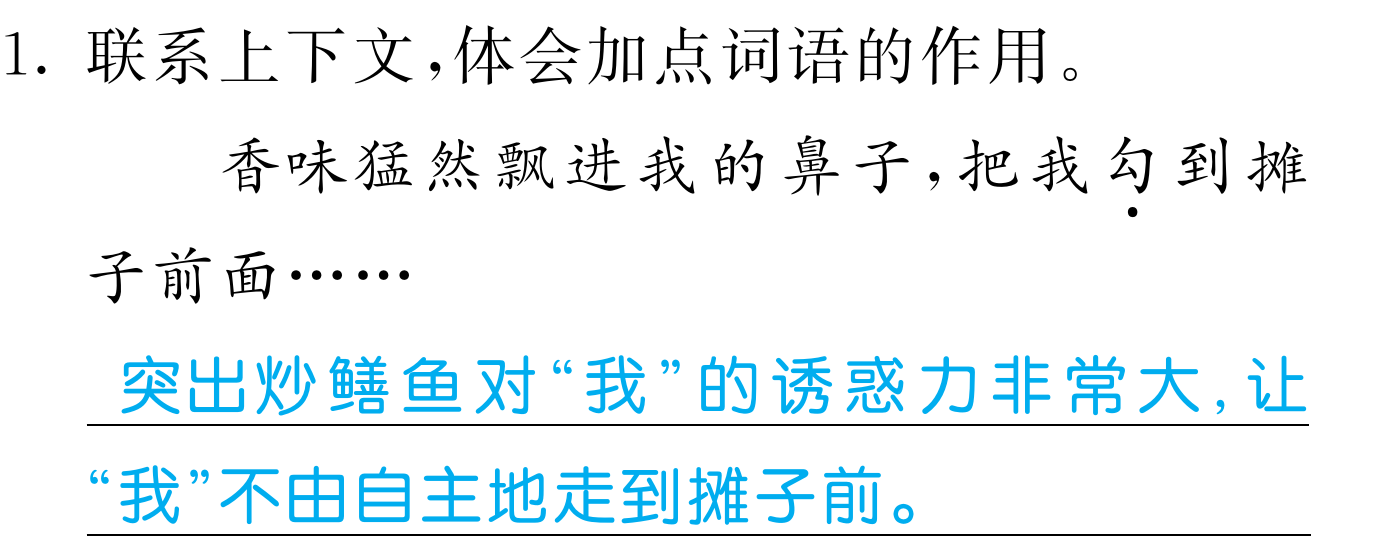 1. 联系上下文,体会加点词语的作用。
香味猛然飘进我的鼻子,把我勾到摊
子前面……
突出炒鳝鱼对“我”的诱惑力非常大,让
“我”不由自主地走到摊子前。